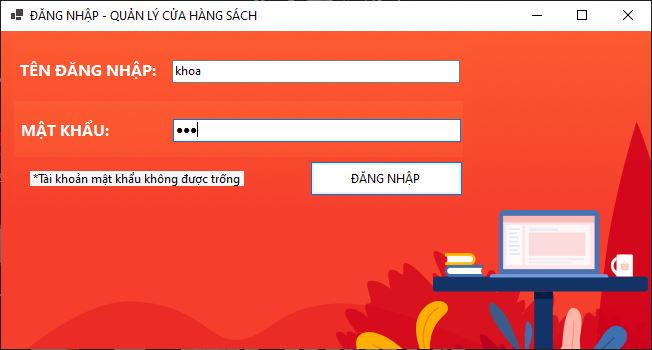 ĐĂNG NHẬP - QUẢN LÝ CỬA HÀNG SÁCH
TÊN ĐĂNG NHẬP: khoa
MẬT KHẨU: ●●●
*Tài khoản mật khẩu không được trống
ĐĂNG NHẬP